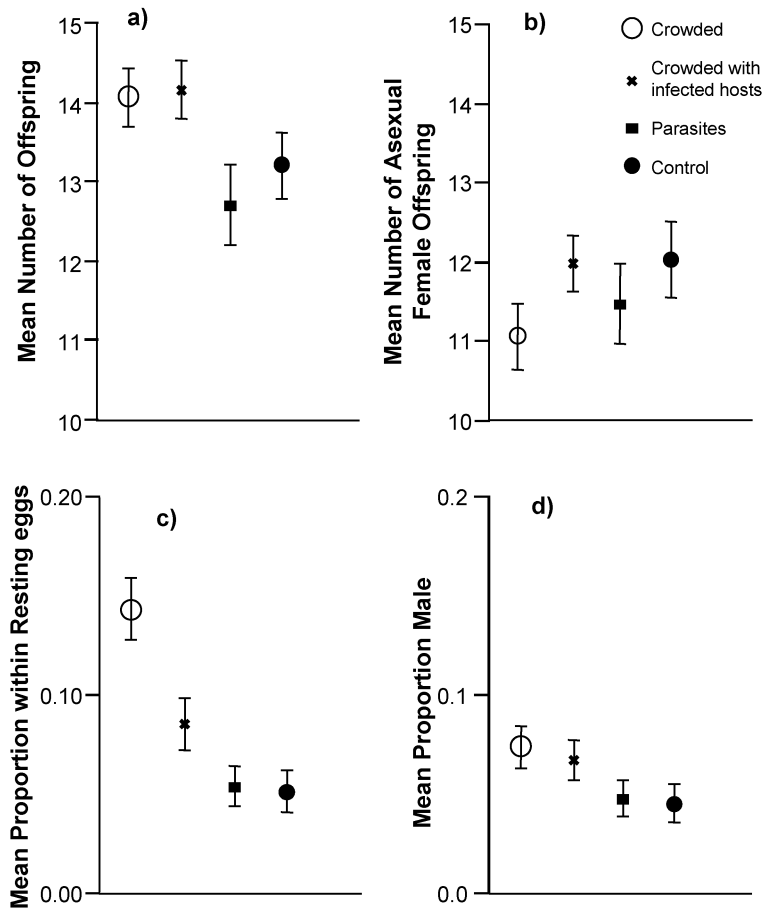 a)
15
14
13
12
11
10
Mean Number of Offspring
b)
15
14
13
12
11
10
Mean Number of Asexual
Female Offspring
Crowded
Crowded with
infected hosts
Parasites
Control
c)
0.20
0.10
0.00
Mean Proportion within Resting eggs
d)
0.2
0.1
0.0
Mean Proportion Male